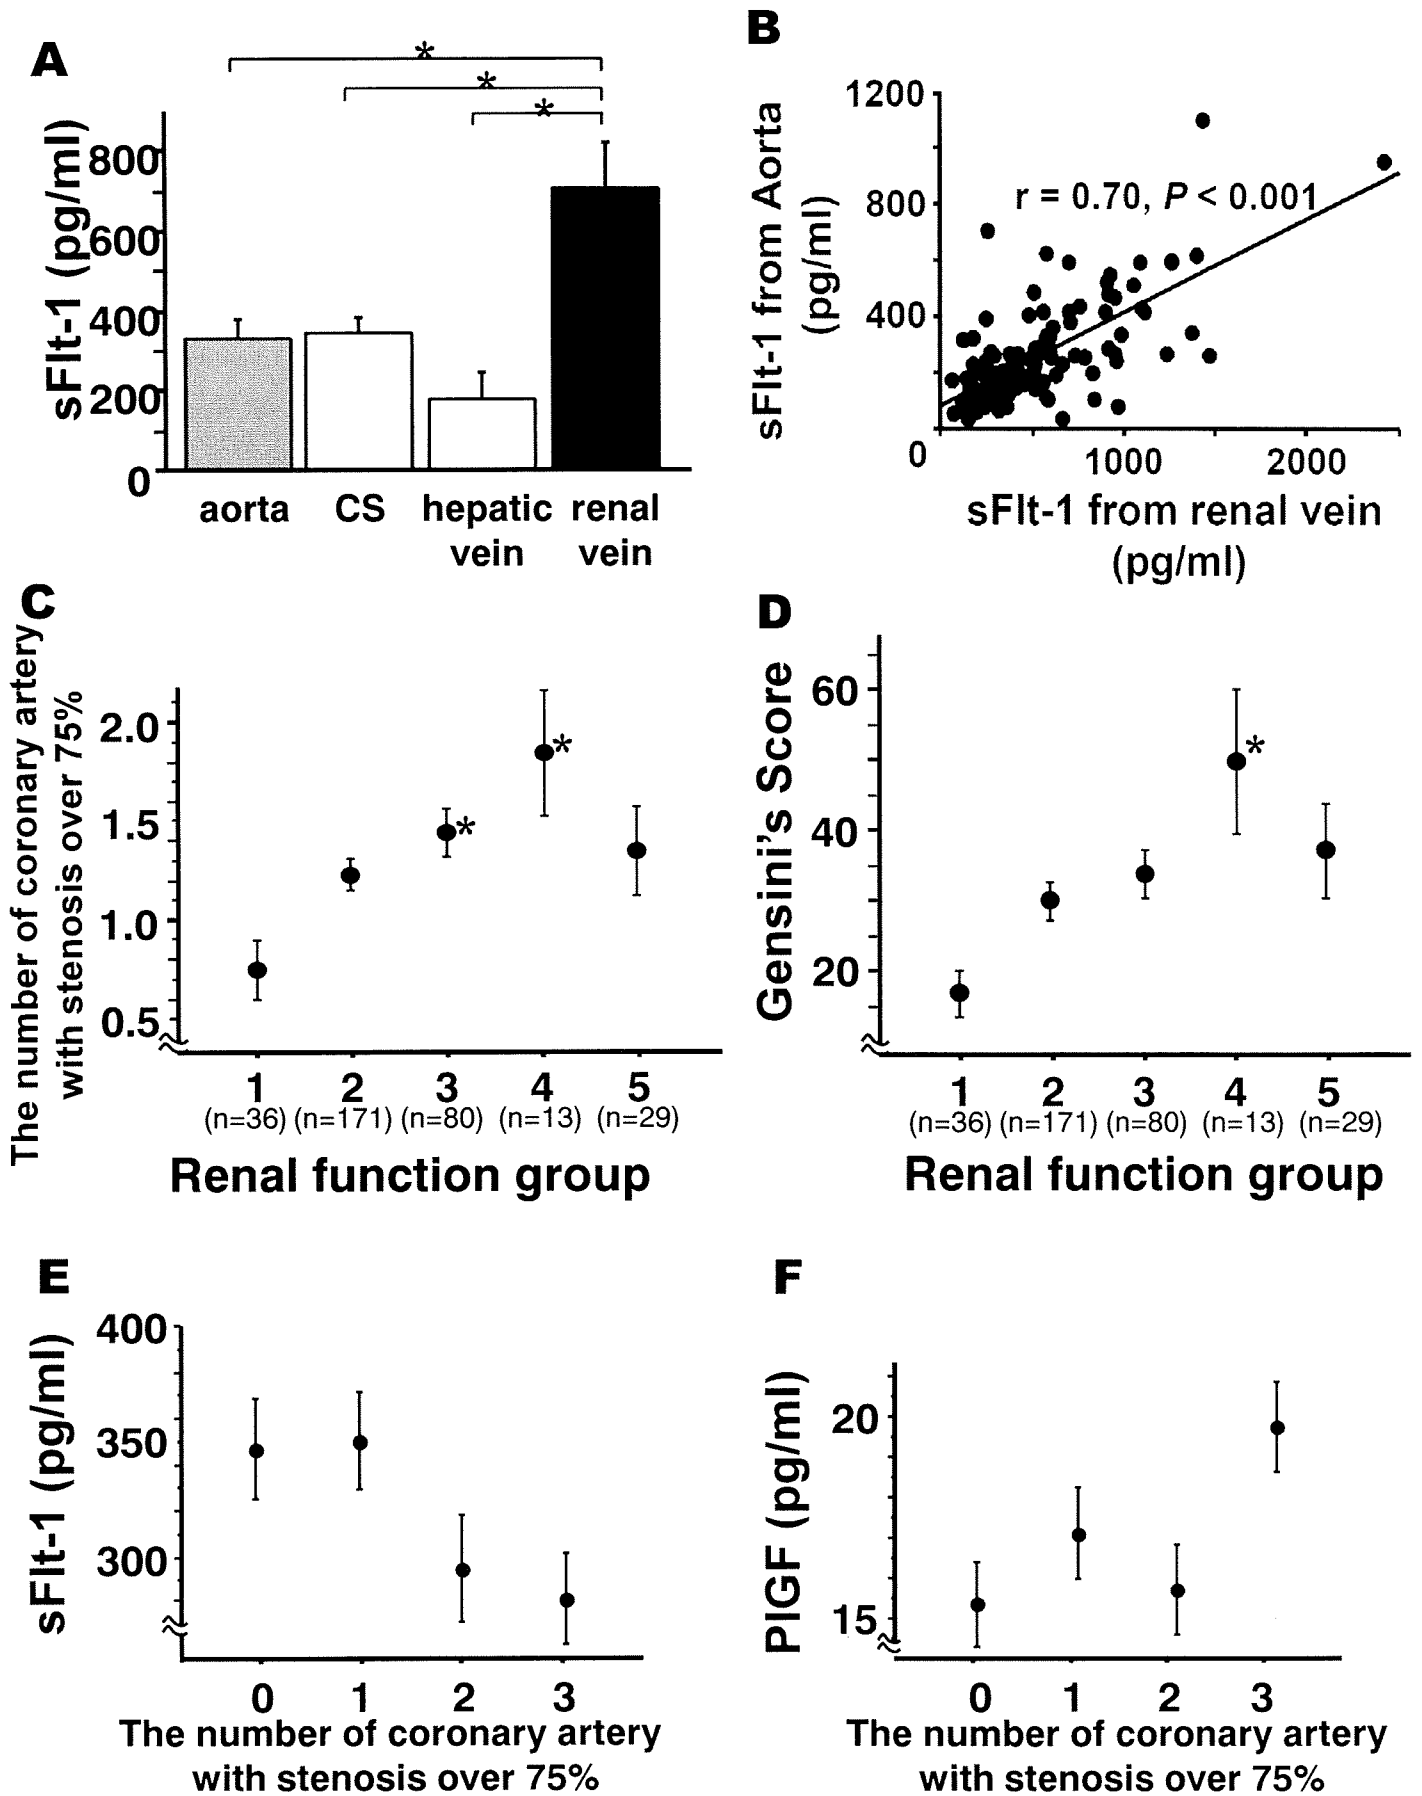 A
sFlt-1 (pg/ml)
800
600
400
200
0
*
*
*
aorta CS hepatic vein renal vein
B
sFlt-1 from Aorta
(pg/ml)
1200
800
400
0
r = 0.70, P < 0.001
1000 2000
sFlt-1 from renal vein
(pg/ml)
C
The number of coronary artery
with stenosis over 75%
2.0
1.5
1.0
0.5
*
*
1 2 3 4 5
(n=36) (n=171) (n=80) (n=13) (n=29)
Renal function group
D
Gensini's Score
60
40
20
*
1 2 3 4 5
(n=36) (n=171) (n=80) (n=13) (n=29)
Renal function group
E
sFlt-1 (pg/ml)
400
350
300
0 1 2 3
The number of coronary artery
with stenosis over 75%
F
PlGF (pg/ml)
20
15
0 1 2 3
The number of coronary artery
with stenosis over 75%